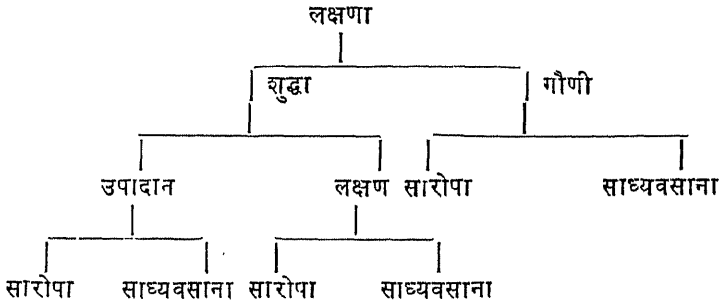 लक्षणा
शुद्धा गौणी
उपादान लक्षण सारोपा साध्यवसाना
सारोपा साध्यवसाना सारोपा साध्यवसाना